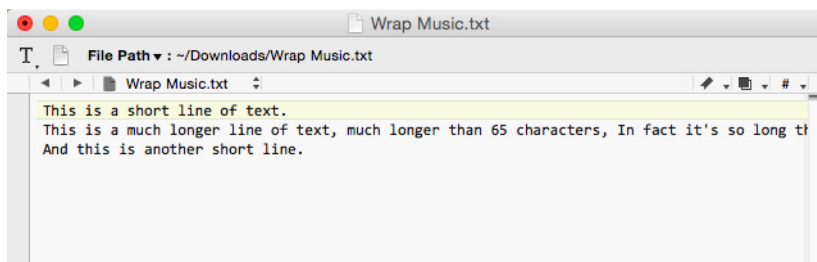 Wrap Music.txt
T File Path ▾ : ~/Downloads/Wrap Music.txt
Wrap Music.txt #
This is a short line of text.
This is a much longer line of text, much longer than 65 characters, In fact it's so long th
And this is another short line.